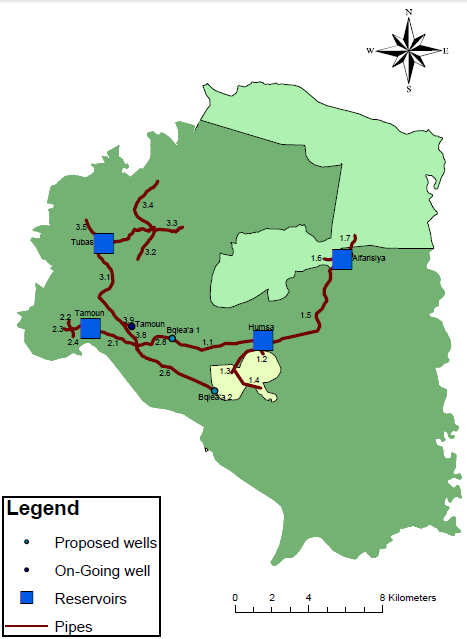 N
W E
S
3.4
3.5 3.3
Tubas
3.2
1.7
1.6 Alfarisiya
3.1
1.5
Tamoun
2.2 3.9 Tamoun
2.3 Bqiea'a 1 Humsa
3.8
2.4 2.1 2.8 1.1
1.2
2.6 1.3
1.4
Bqiea'a 2
Legend
Proposed wells
On-Going well
Reservoirs
Pipes
0 2 4 8 Kilometers